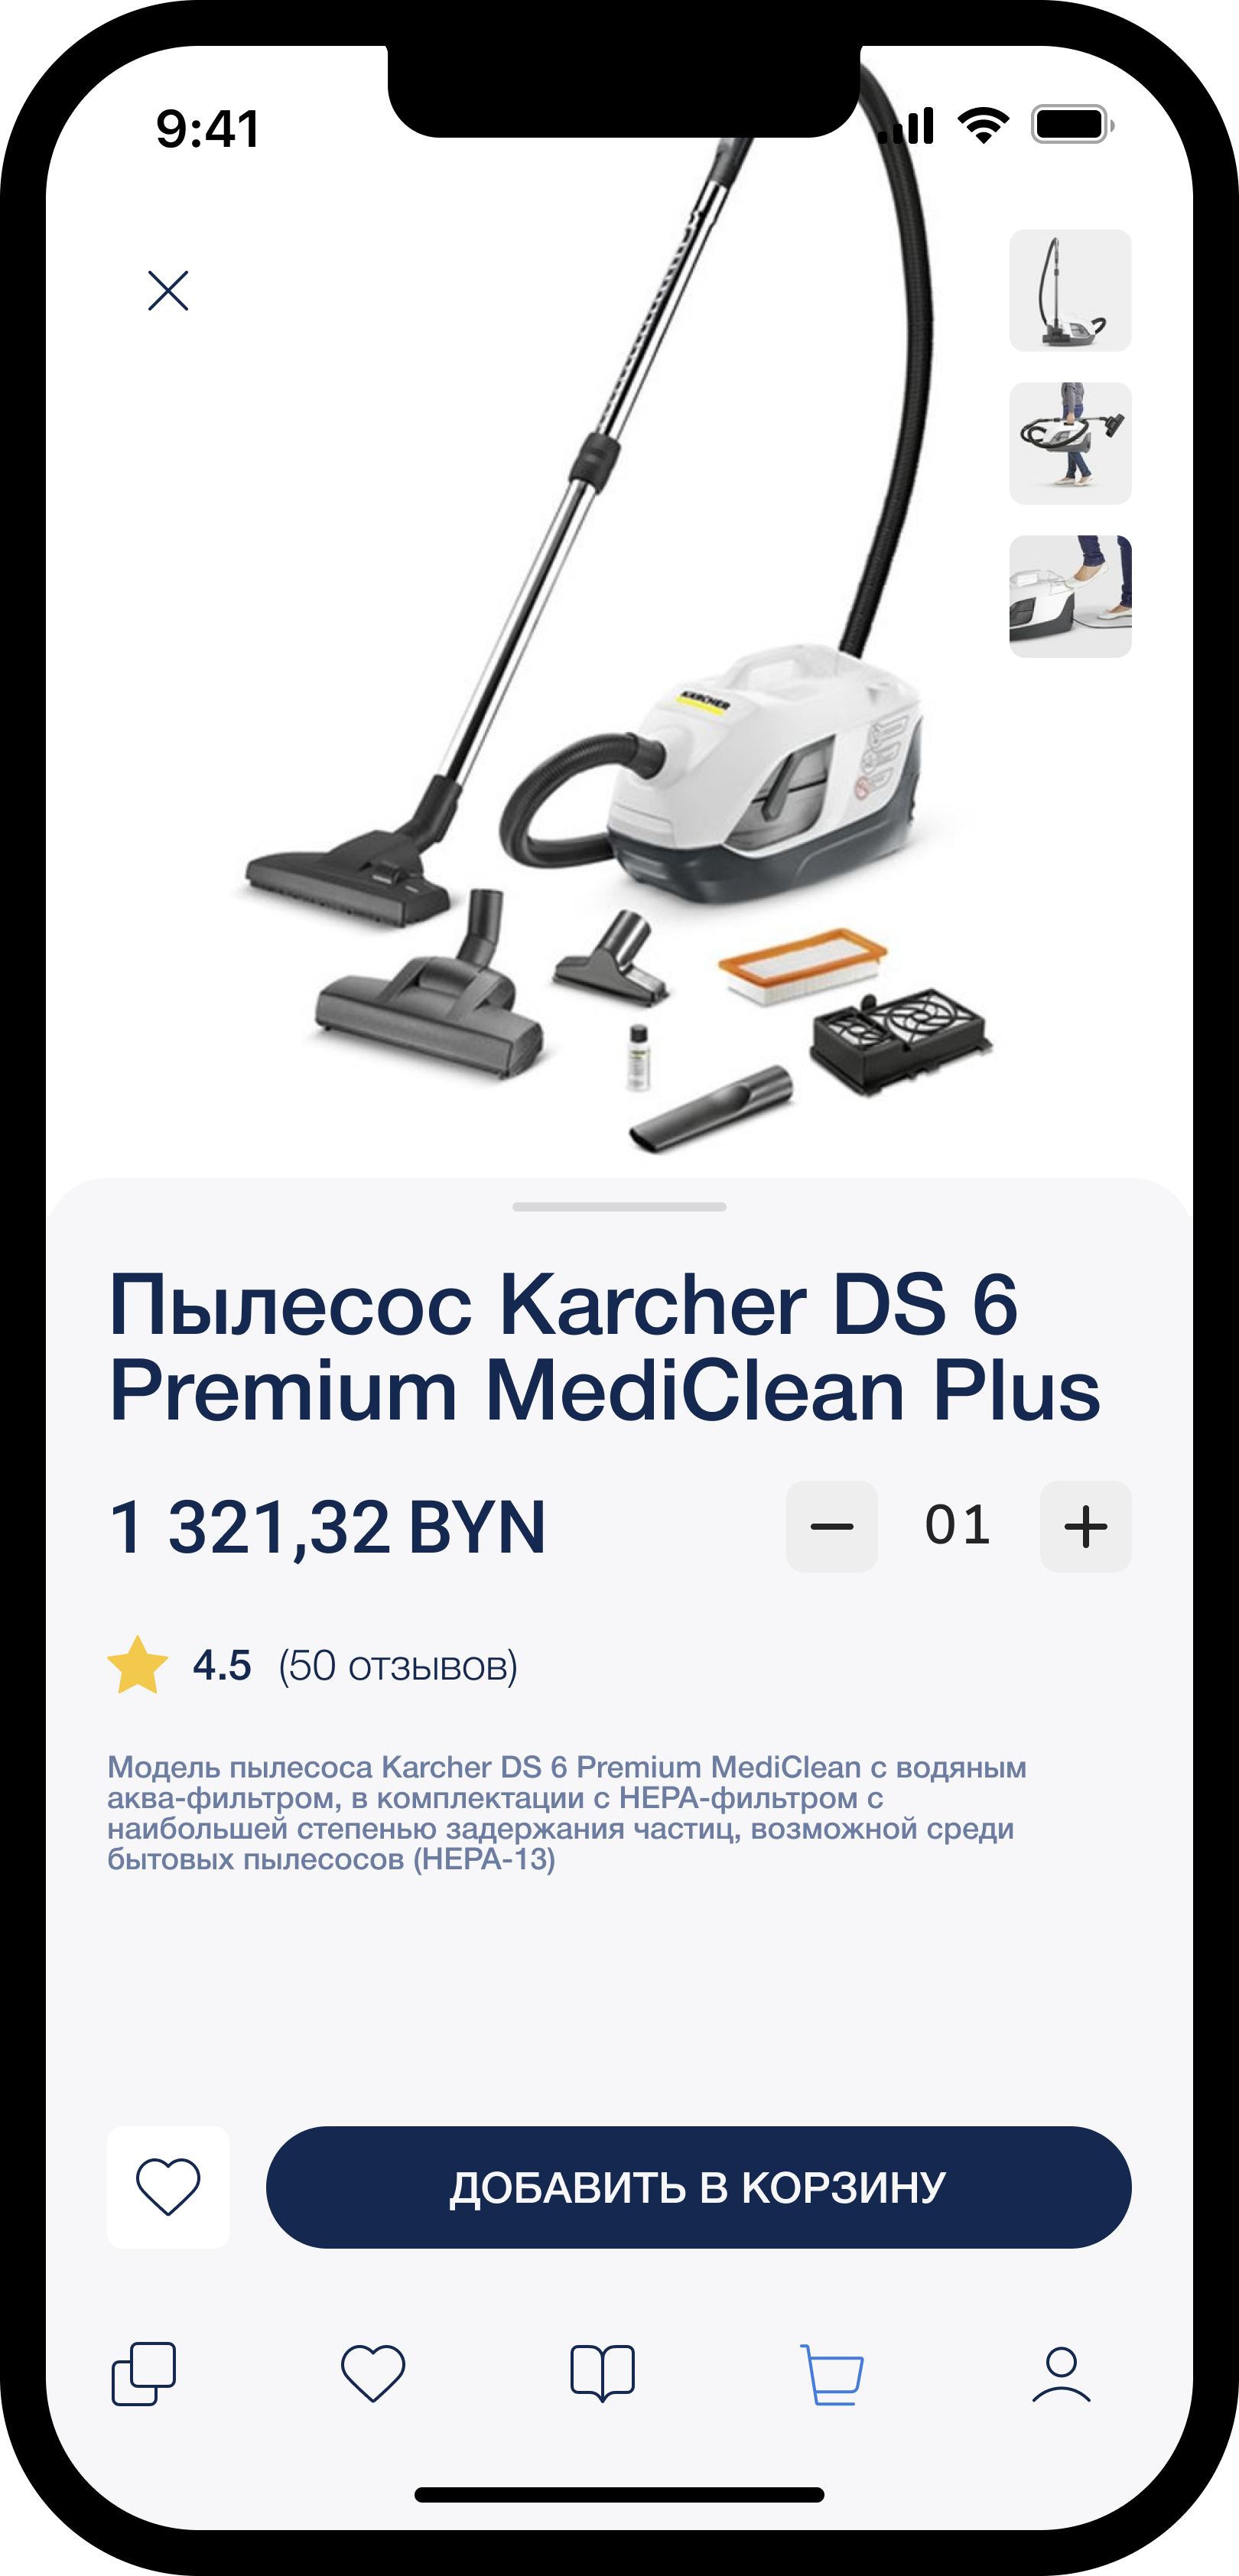 9:41
KARCHER
Пылесос Karcher DS 6
Premium MediClean Plus
1 321,32 BYN
01
4.5 (50 отзывов)
Модель пылесоса Karcher DS 6 Premium MediClean с водяным
аква-фильтром, в комплектации с HEPA-фильтром с
наибольшей степенью задержания частиц, возможной среди
бытовых пылесосов (HEPA-13)
ДОБАВИТЬ В КОРЗИНУ